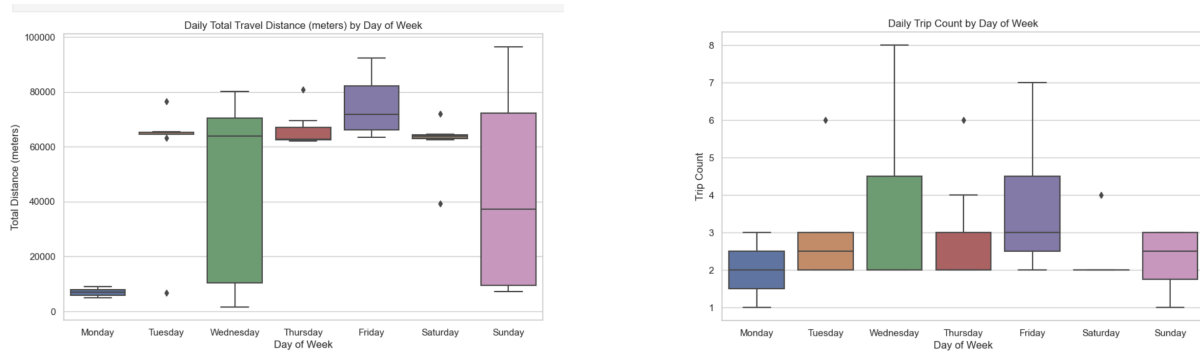 Daily Total Travel Distance (meters) by Day of Week
100000
80000
60000
40000
20000
0
Total Distance (meters)
Monday Tuesday Wednesday Thursday Friday Saturday Sunday
Day of Week
Daily Trip Count by Day of Week
8
7
6
5
4
3
2
1
Trip Count
Monday Tuesday Wednesday Thursday Friday Saturday Sunday
Day of Week